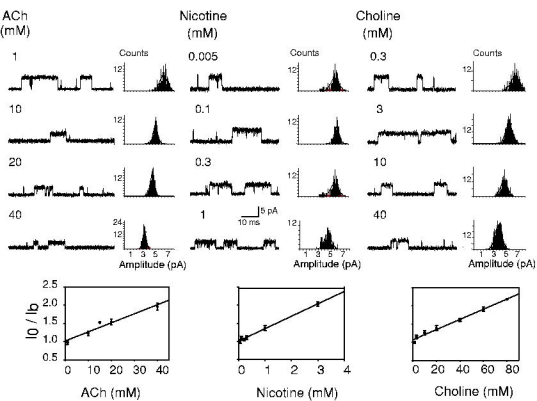 ACh
(mM)
Nicotine
(mM)
Choline
(mM)
1
Counts
12
0.005
Counts
12
0.3
Counts
12
10
12
0.1
12
3
12
20
12
0.3
12
10
12
40
24
12
1
5 pA
10 ms
12
40
12
1 3 5 7
Amplitude (pA)
1 3 5 7
Amplitude (pA)
1 3 5 7
Amplitude (pA)
I0 / Ib
2.5
2.0
1.5
1.0
0.5
0 10 20 40
ACh (mM)
0 1 2 3 4
Nicotine (mM)
0 20 40 60 80
Choline (mM)